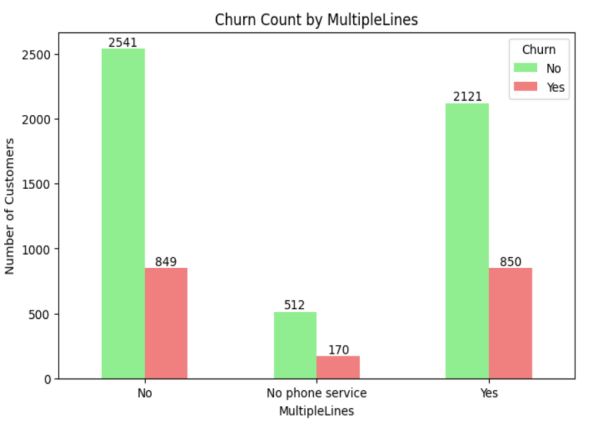 Churn Count by MultipleLines
Churn
No
Yes
Number of Customers
2500
2000
1500
1000
500
0
2541
849
512
170
2121
850
No
No phone service
Yes
MultipleLines